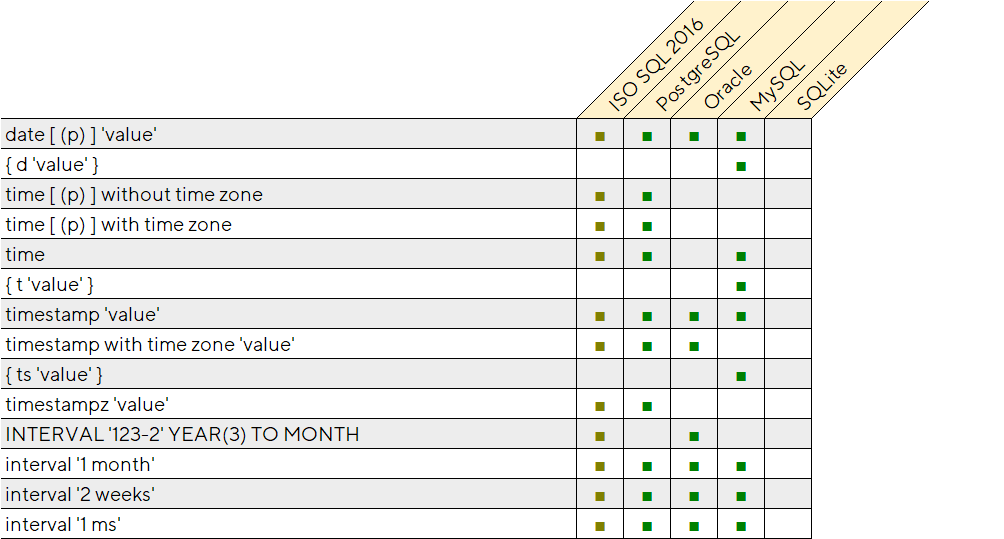 ISO SQL 2016
PostgreSQL
Oracle
MySQL
SQLite
date [ (p) ] 'value'
{ d 'value' }
time [ (p) ] without time zone
time [ (p) ] with time zone
time
{ t 'value' }
timestamp 'value'
timestamp with time zone 'value'
{ ts 'value' }
timestampz 'value'
INTERVAL '123-2' YEAR(3) TO MONTH
interval '1 month'
interval '2 weeks'
interval '1 ms'